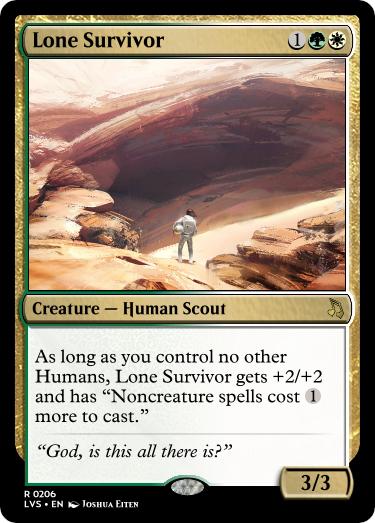 Lone Survivor 1
Creature — Human Scout
As long as you control no other
Humans, Lone Survivor gets +2/+2
and has “Noncreature spells cost 1
more to cast.”
“God, is this all there is?”
3/3
R 0206
LVS • EN Joshua Eiten